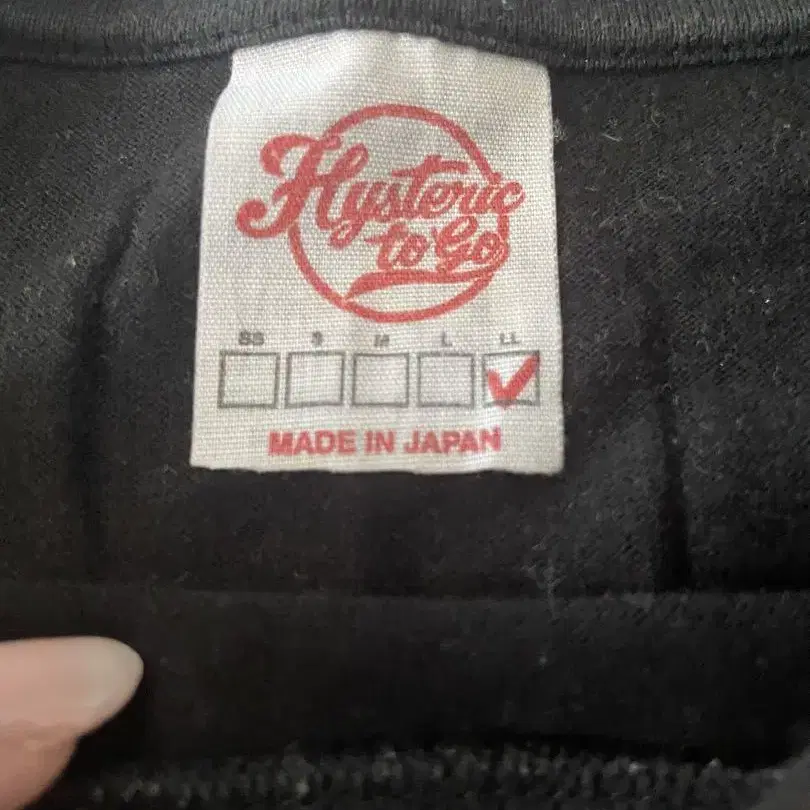 Hysteric
to Go
SS S M L LL
MADE IN JAPAN